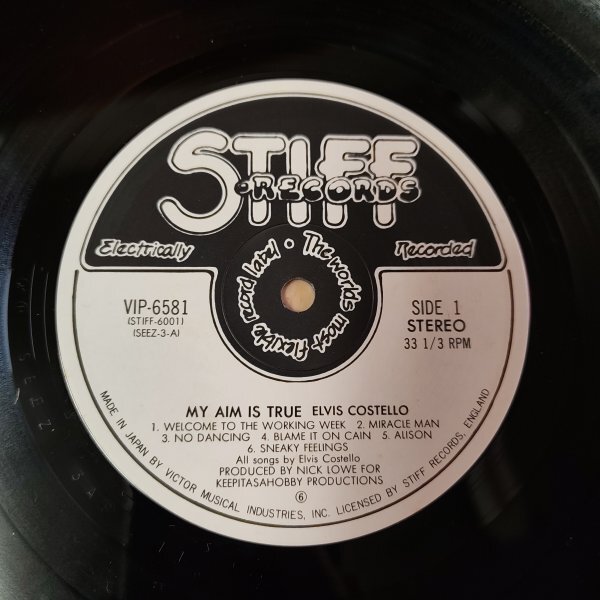 STIFF
RECORDS
Electrically
Recorded
The worlds most flexible record label
VIP-6581
(STIFF-6001)
(SEEZ-3-A)
SIDE 1
STEREO
33 1/3 RPM
MY AIM IS TRUE ELVIS COSTELLO
1. WELCOME TO THE WORKING WEEK 2. MIRACLE MAN
3. NO DANCING 4. BLAME IT ON CAIN 5. ALISON
6. SNEAKY FEELINGS
All songs by Elvis Costello
PRODUCED BY NICK LOWE FOR
KEEPITASAHOBBY PRODUCTIONS
6
MADE IN JAPAN BY VICTOR MUSICAL INDUSTRIES, INC. LICENSED BY STIFF RECORDS, ENGLAND